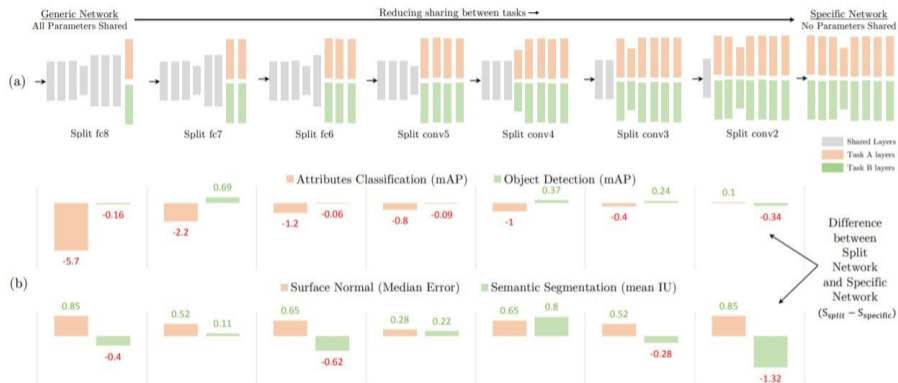 Generic Network
All Parameters Shared
Reducing sharing between tasks →
Specific Network
No Parameters Shared
(a)
Split fc8
Split fc7
Split fc6
Split conv5
Split conv4
Split conv3
Split conv2
Shared Layers
Task A layers
Task B layers
Attributes Classification (mAP) Object Detection (mAP)
-5.7 -0.16
-2.2 0.69
-1.2 -0.06
-0.8 -0.09
-1 0.37
-0.4 0.24
0.1 -0.34
Difference
between
Split
Network
and Specific
Network
(Ssplit − Sspecific)
(b)
Surface Normal (Median Error) Semantic Segmentation (mean IU)
0.85 -0.4
0.52 0.11
0.65 -0.62
0.28 0.22
0.65 0.8
0.52 -0.28
0.85 -1.32